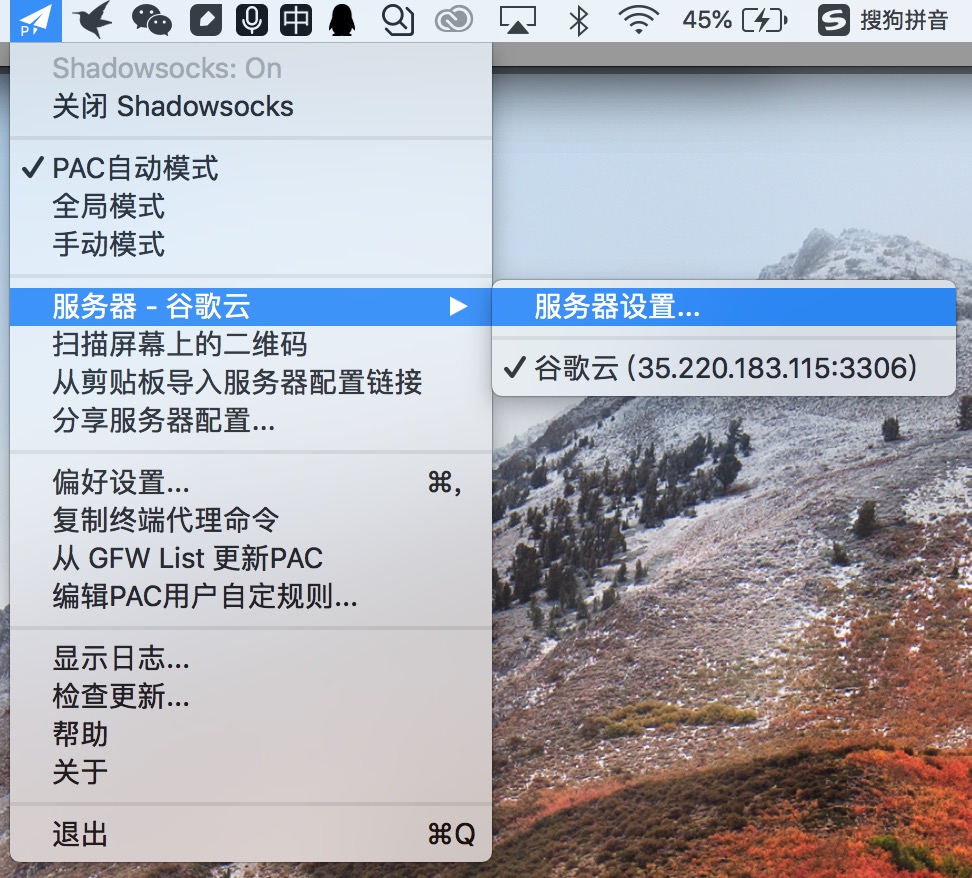 P
中
45%
S 搜狗拼音
Shadowsocks: On
关闭 Shadowsocks
✓ PAC自动模式
全局模式
手动模式
服务器 - 谷歌云 ▶
服务器设置...
✓ 谷歌云 (35.220.183.115:3306)
扫描屏幕上的二维码
从剪贴板导入服务器配置链接
分享服务器配置...
偏好设置... ⌘,
复制终端代理命令
从 GFW List 更新PAC
编辑PAC用户自定规则...
显示日志...
检查更新...
帮助
关于
退出 ⌘Q